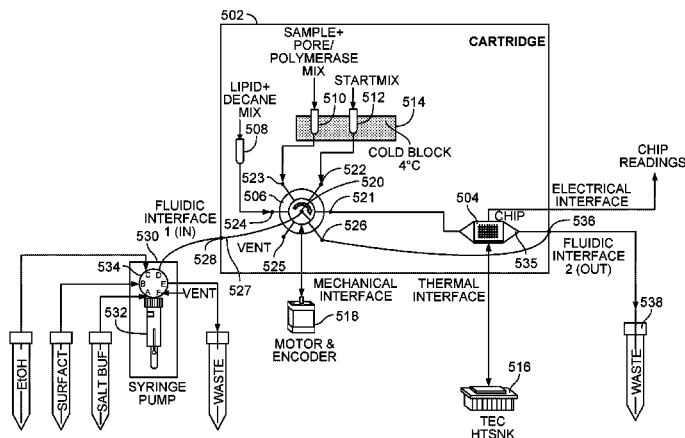 502
SAMPLE+
PORE/
POLYMERASE
MIX
CARTRIDGE
STARTMIX
LIPID+
DECANE
MIX
510
512
514
508
COLD BLOCK
4°C
CHIP
READINGS
523
522
506
520
504
ELECTRICAL
INTERFACE
521
CHIP
FLUIDIC
INTERFACE
1 (IN)
524
526
536
535
VENT
525
FLUIDIC
INTERFACE
2 (OUT)
530
528
527
534
C
D
B
E
A
F
VENT
MECHANICAL
INTERFACE
THERMAL
INTERFACE
532
518
538
MOTOR &
ENCODER
EtOH
SURFACT
SALT BUF
SYRINGE
PUMP
WASTE
516
TEC
HTSNK
WASTE